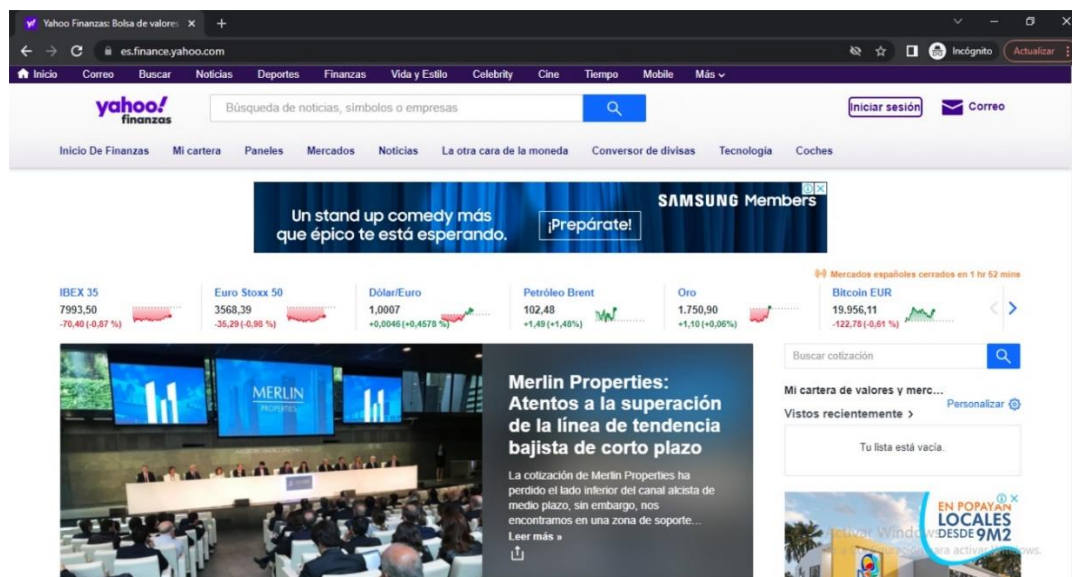 Yahoo Finanzas: Bolsa de valores
es.finance.yahoo.com
Incógnito
Actualizar
Inicio Correo Buscar Noticias Deportes Finanzas Vida y Estilo Celebrity Cine Tiempo Mobile Más
yahoo!
finanzas
Búsqueda de noticias, símbolos o empresas
Iniciar sesión
Correo
Inicio De Finanzas Mi cartera Paneles Mercados Noticias La otra cara de la moneda Conversor de divisas Tecnología Coches
Un stand up comedy más
que épico te está esperando.
¡Prepárate!
SAMSUNG Members
Mercados españoles cerrados en 1 hr 52 mins
IBEX 35
7993,50
-70,40 (-0,87 %)
Euro Stoxx 50
3568,39
-35,29 (-0,98 %)
Dólar/Euro
1,0007
+0,0046 (+0,4578 %)
Petróleo Brent
102,48
+1,49 (+1,48%)
Oro
1.750,90
+1,10 (+0,06%)
Bitcoin EUR
19.956,11
-122,78 (-0,61 %)
MERLIN
PROPERTIES
Merlin Properties:
Atentos a la superación
de la línea de tendencia
bajista de corto plazo
La cotización de Merlin Properties ha
perdido el lado inferior del canal alcista de
medio plazo, sin embargo, nos
encontramos en una zona de soporte...
Leer más »
Buscar cotización
Mi cartera de valores y merc...
Personalizar
Vistos recientemente >
Tu lista está vacía.
EN POPAYÁN
LOCALES
DESDE 9M2
Activar Windows
para activar Windows.